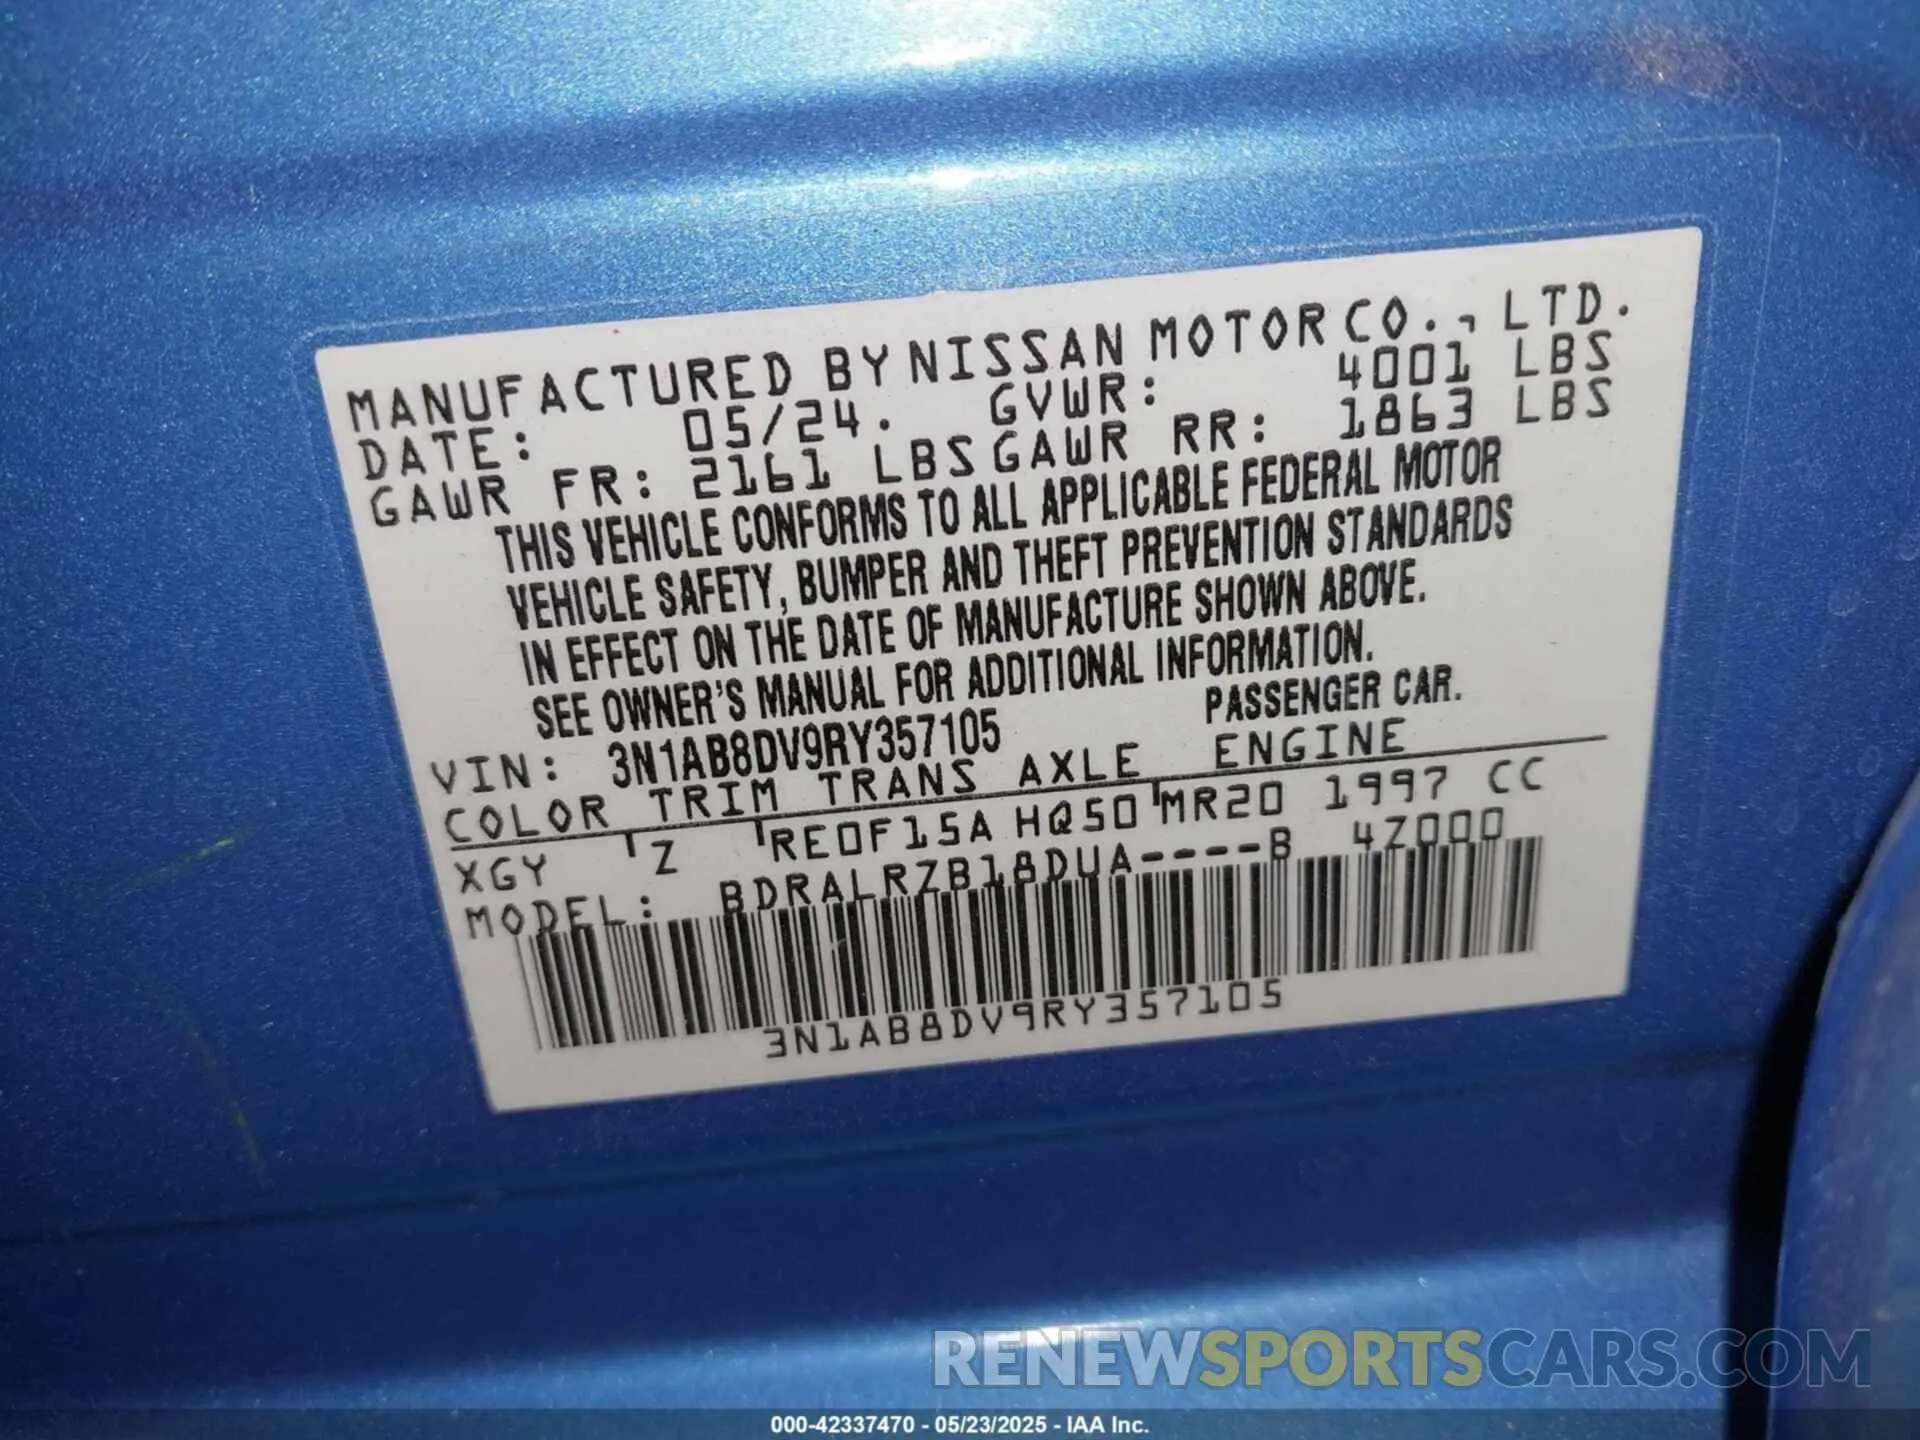 MANUFACTURED BY NISSAN MOTOR CO., LTD.
DATE: 05/24. GVWR: 4001 LBS
GAWR FR: 2161 LBS GAWR RR: 1863 LBS
THIS VEHICLE CONFORMS TO ALL APPLICABLE FEDERAL MOTOR
VEHICLE SAFETY, BUMPER AND THEFT PREVENTION STANDARDS
IN EFFECT ON THE DATE OF MANUFACTURE SHOWN ABOVE.
SEE OWNER'S MANUAL FOR ADDITIONAL INFORMATION.
VIN: 3N1AB8DV9RY357105 PASSENGER CAR.
COLOR TRIM TRANS AXLE ENGINE
XGY Z RE0F15A HQ50 MR20 1997 CC
MODEL: BDRALRZB18DUA----B 4Z000
3N1AB8DV9RY357105
RENEWSPORTSCARS.COM
000-42337470 - 05/23/2025 - IAA Inc.